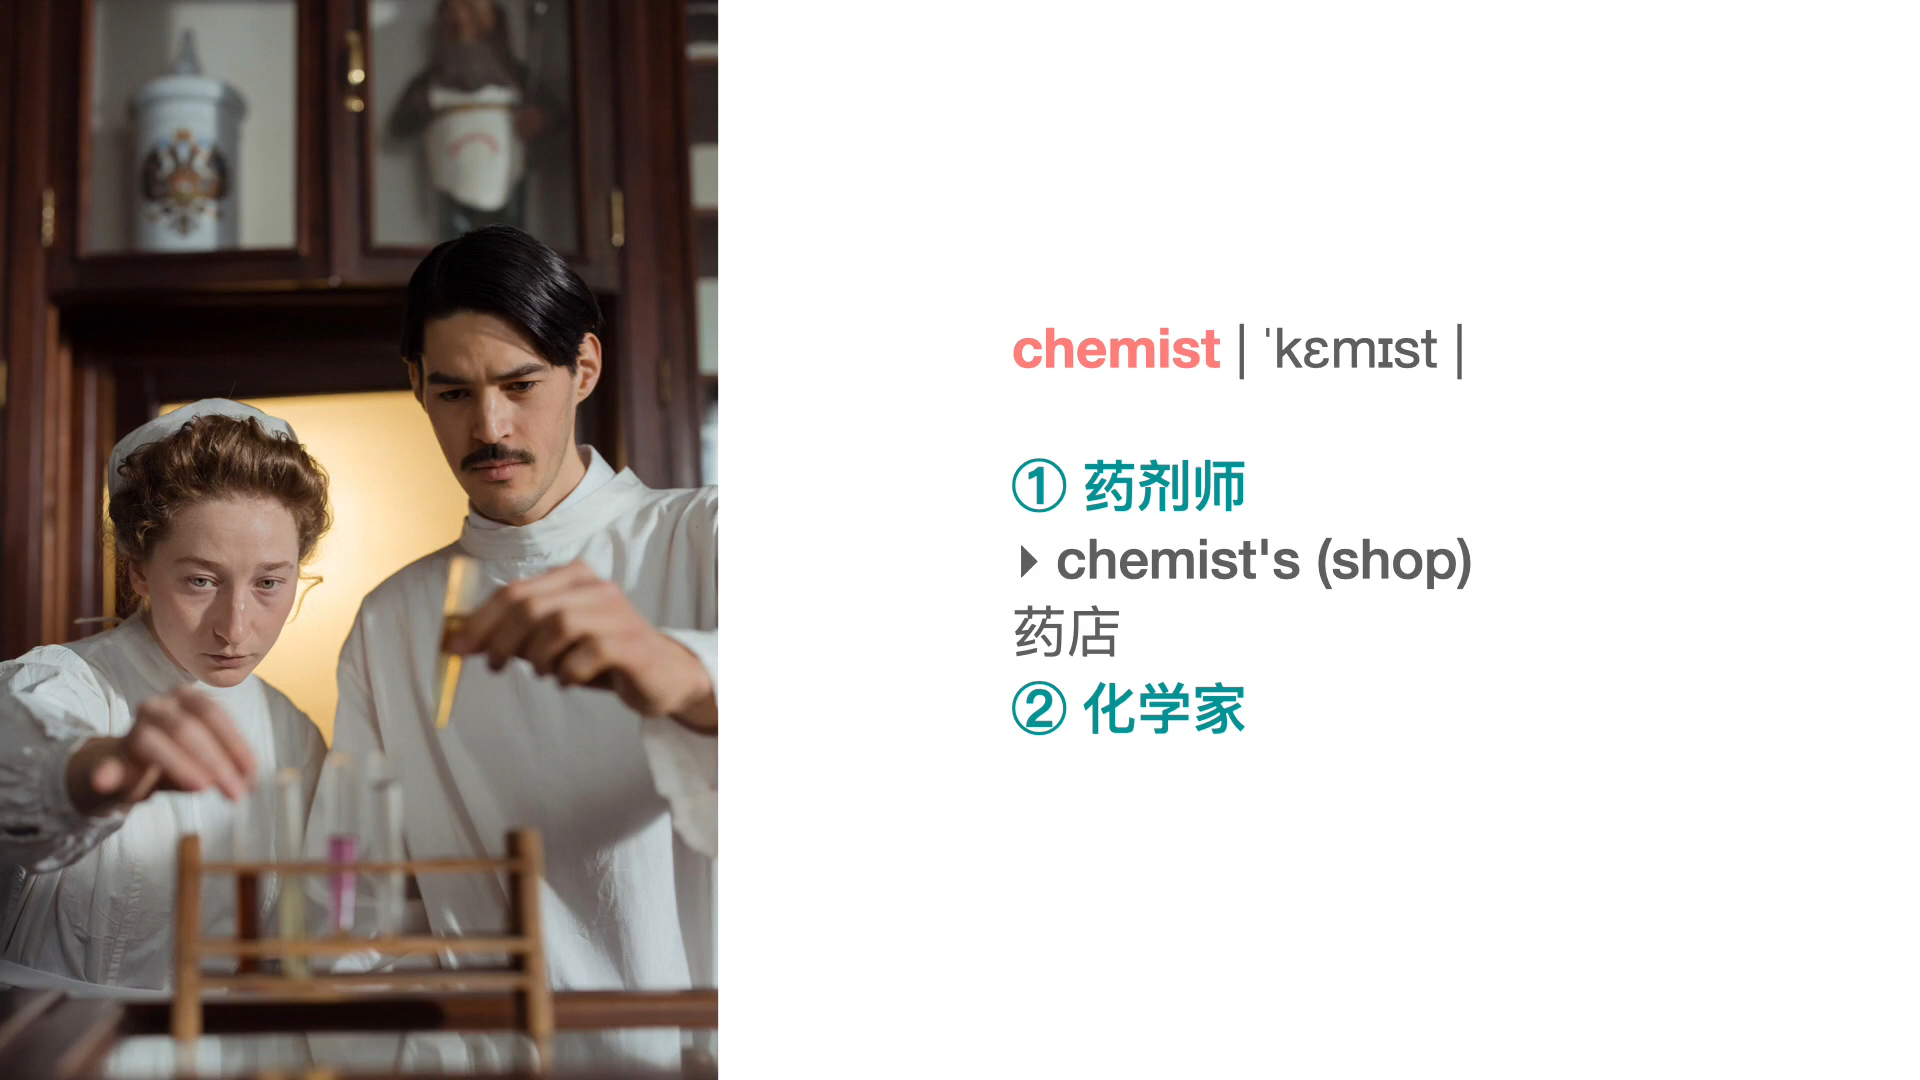 chemist | ˈkɛmɪst |
① 药剂师
▸ chemist's (shop)
药店
② 化学家